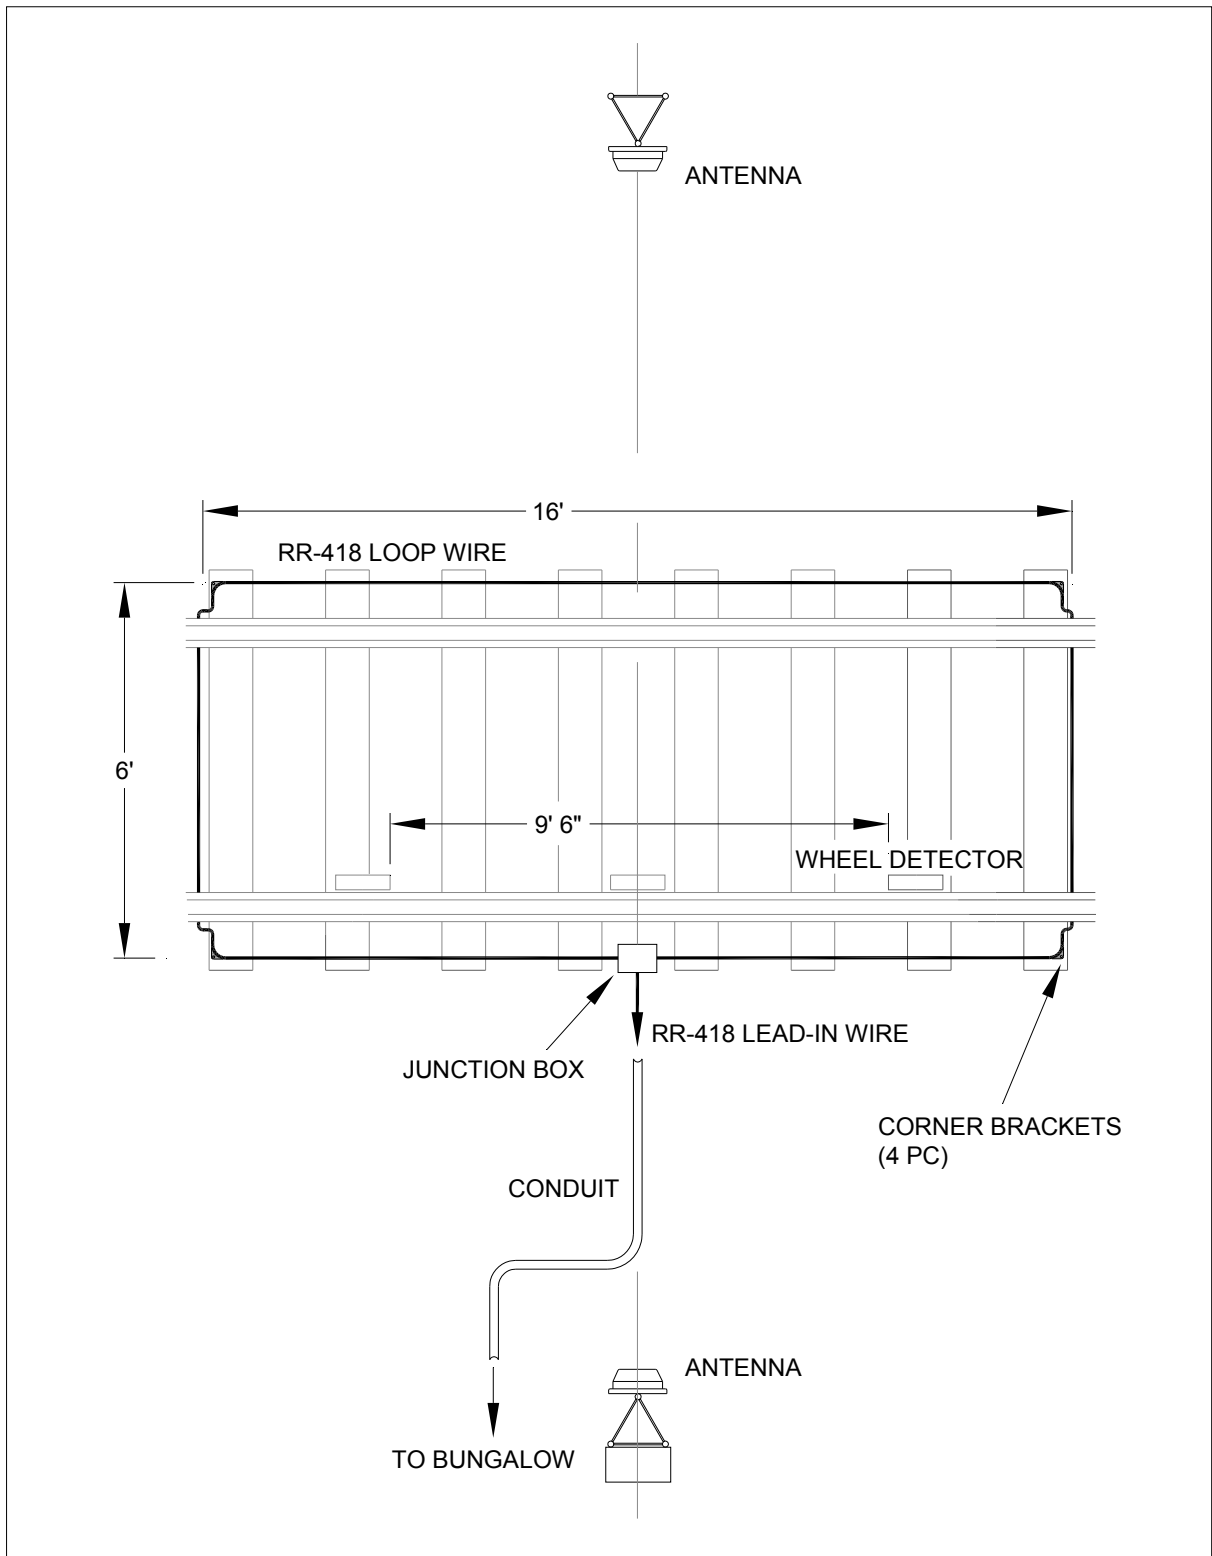 ANTENNA
16'
RR-418 LOOP WIRE
6'
9' 6"
WHEEL DETECTOR
RR-418 LEAD-IN WIRE
JUNCTION BOX
CORNER BRACKETS
(4 PC)
CONDUIT
ANTENNA
TO BUNGALOW